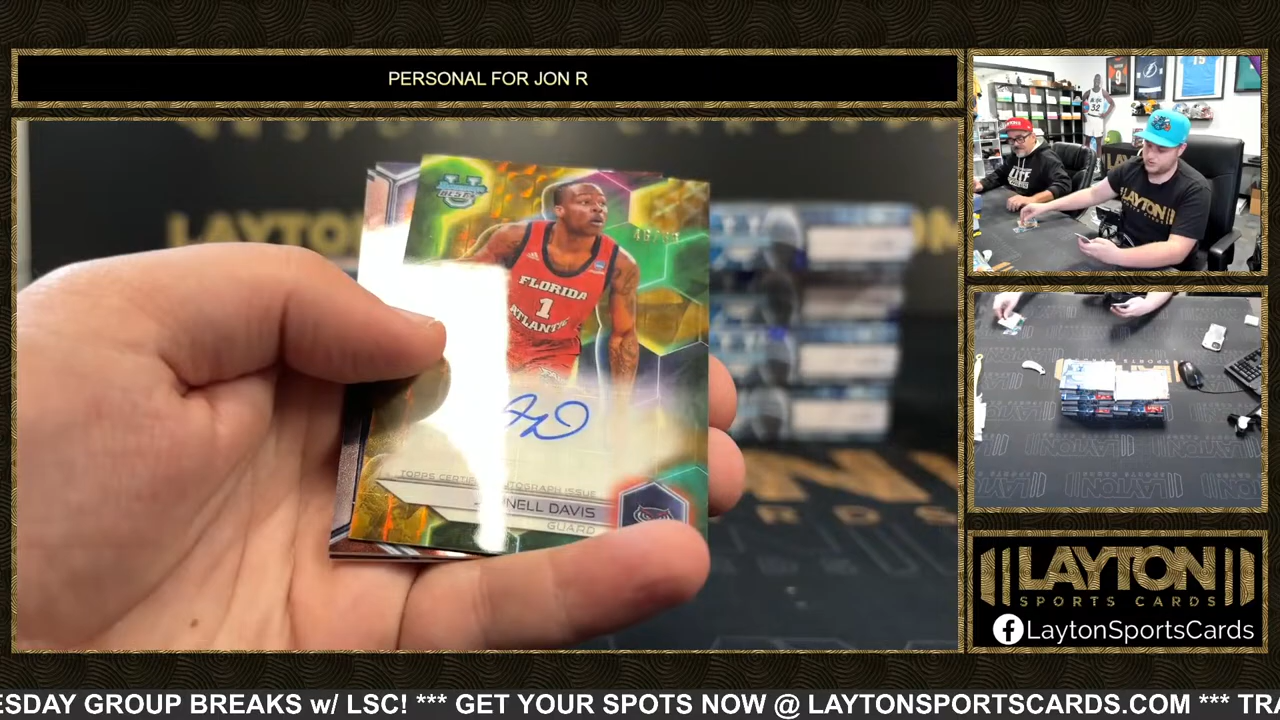 PERSONAL FOR JON R
FLORIDA
1
ATLANTIC
TOPPS CERTIFIED AUTOGRAPH ISSUE
NELL DAVIS
GUARD
LAYTON
SPORTS CARDS
LaytonSportsCards
ESDAY GROUP BREAKS w/ LSC! *** GET YOUR SPOTS NOW @ LAYTONSPORTSCARDS.COM *** TRA